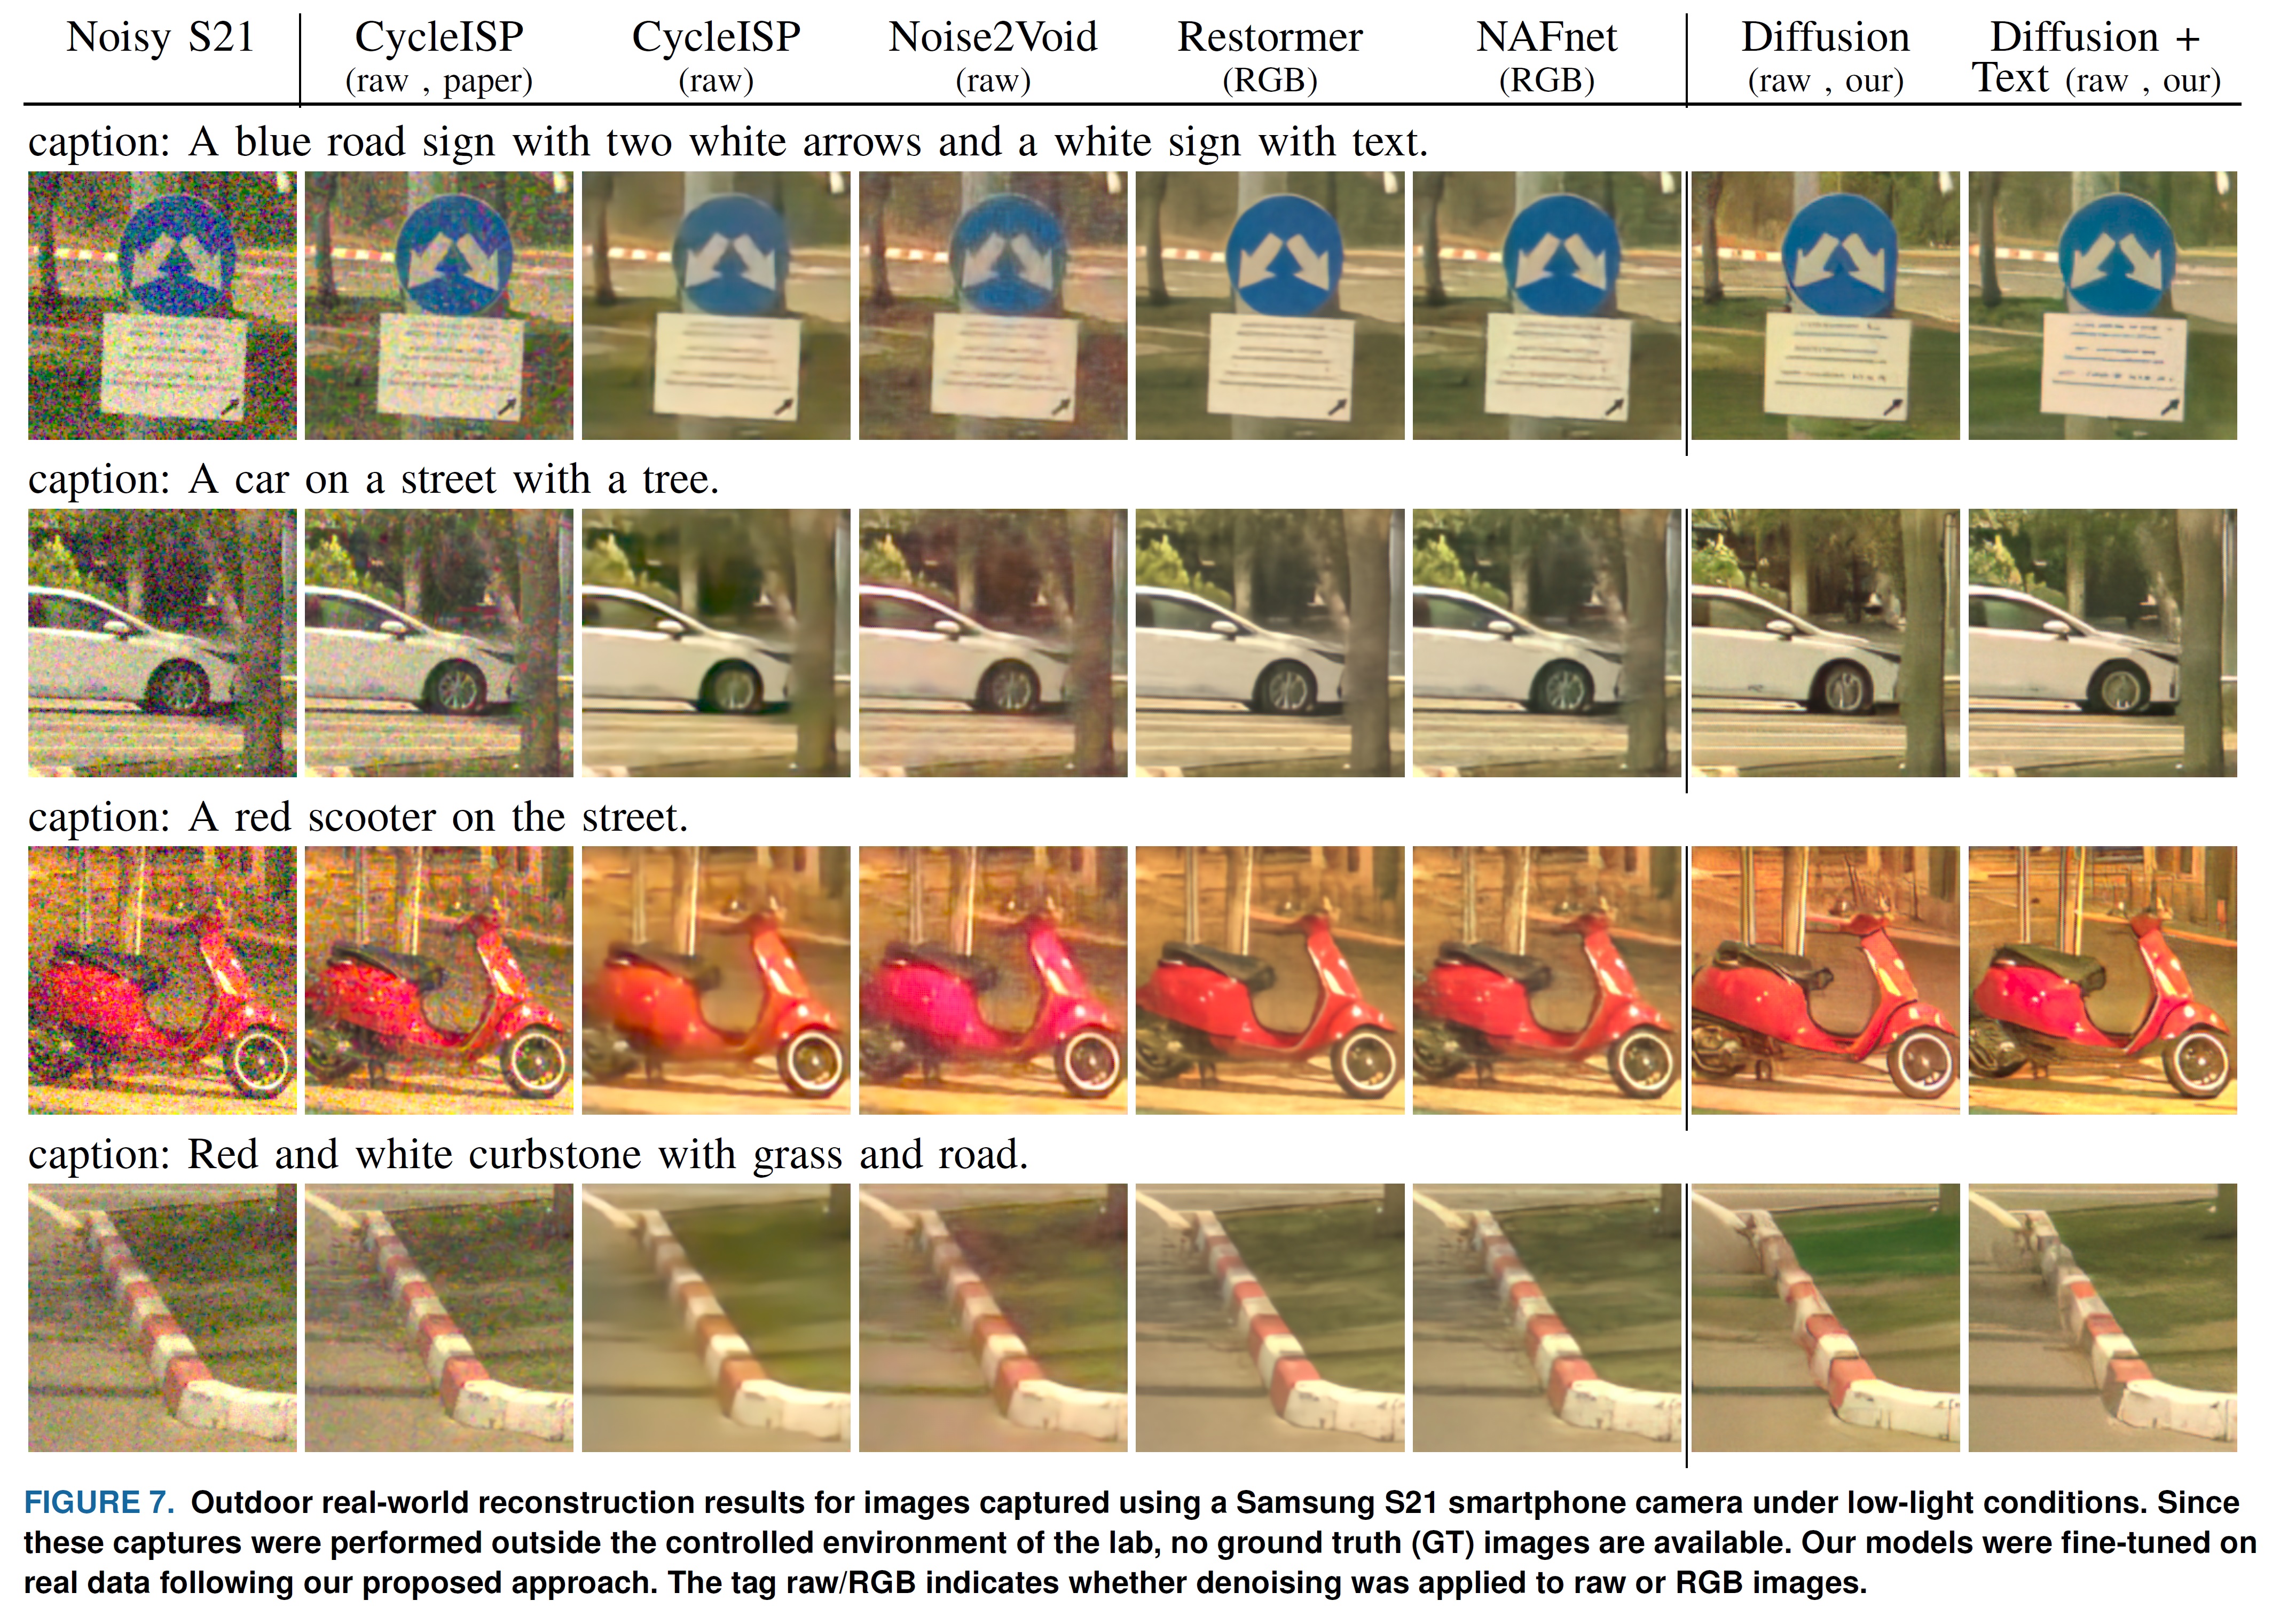 Noisy S21 CycleISP CycleISP Noise2Void Restormer NAFnet Diffusion Diffusion +
(raw , paper) (raw) (raw) (RGB) (RGB) (raw , our) Text (raw , our)
caption: A blue road sign with two white arrows and a white sign with text.
caption: A car on a street with a tree.
caption: A red scooter on the street.
caption: Red and white curbstone with grass and road.
FIGURE 7. Outdoor real-world reconstruction results for images captured using a Samsung S21 smartphone camera under low-light conditions. Since
these captures were performed outside the controlled environment of the lab, no ground truth (GT) images are available. Our models were fine-tuned on
real data following our proposed approach. The tag raw/RGB indicates whether denoising was applied to raw or RGB images.